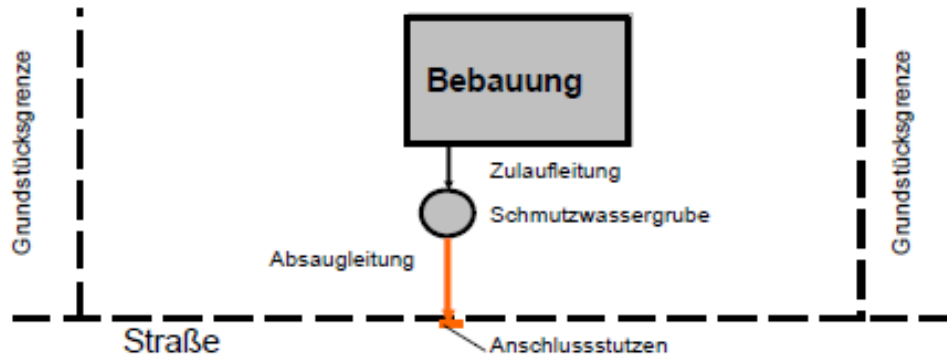 Grundstücksgrenze
Bebauung
Grundstücksgrenze
Zulaufleitung
Schmutzwassergrube
Absaugleitung
Straße
Anschlussstutzen